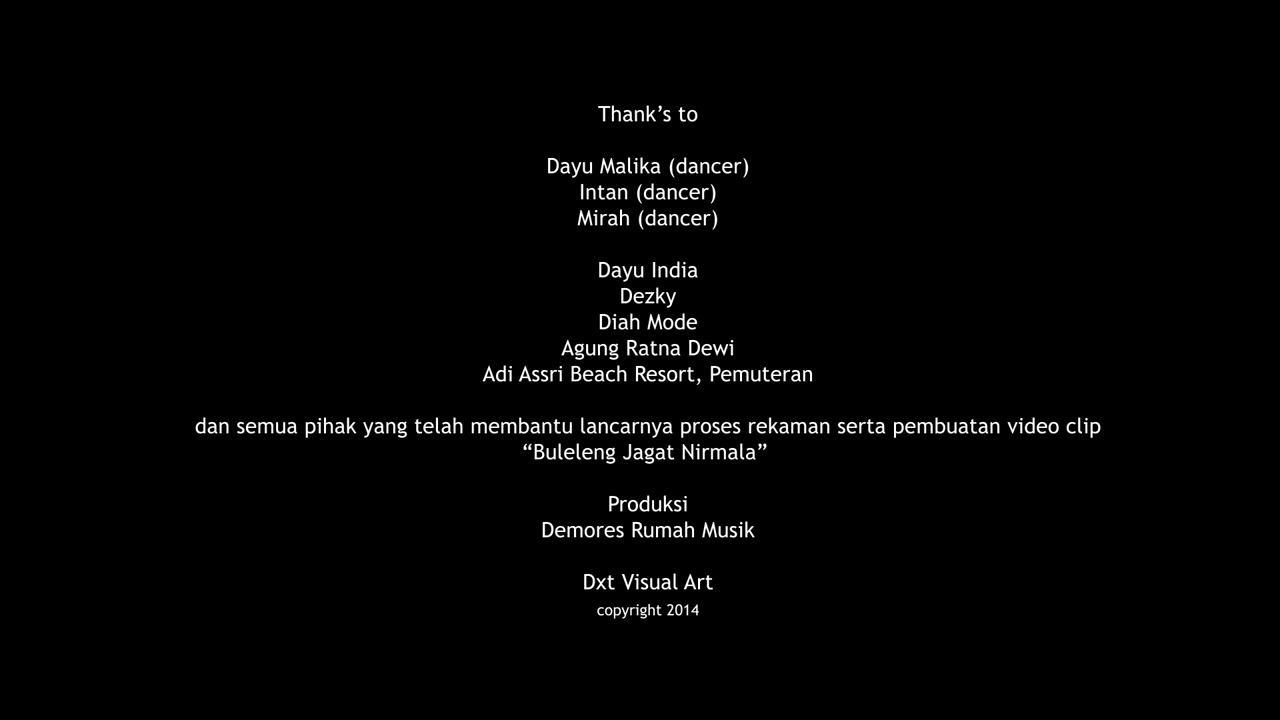 Thank’s to
Dayu Malika (dancer)
Intan (dancer)
Mirah (dancer)
Dayu India
Dezky
Diah Mode
Agung Ratna Dewi
Adi Assri Beach Resort, Pemuteran
dan semua pihak yang telah membantu lancarnya proses rekaman serta pembuatan video clip
“Buleleng Jagat Nirmala”
Produksi
Demores Rumah Musik
Dxt Visual Art
copyright 2014